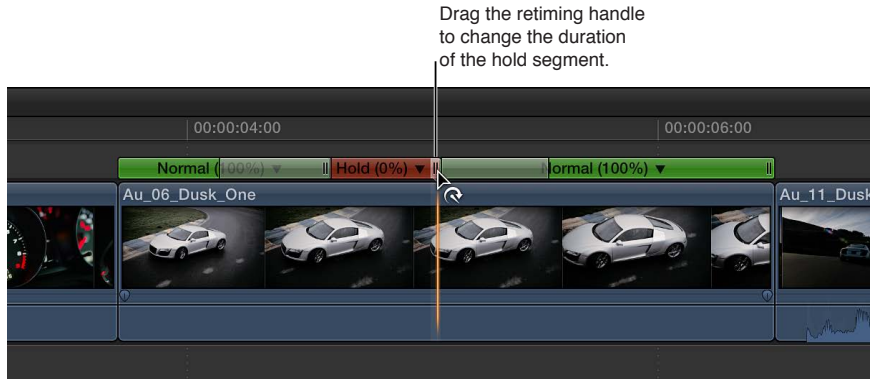 Drag the retiming handle
to change the duration
of the hold segment.
00:00:04:00
00:00:06:00
Normal (100%) Hold (0%) Normal (100%)
Au_06_Dusk_One
Au_11_Dusk